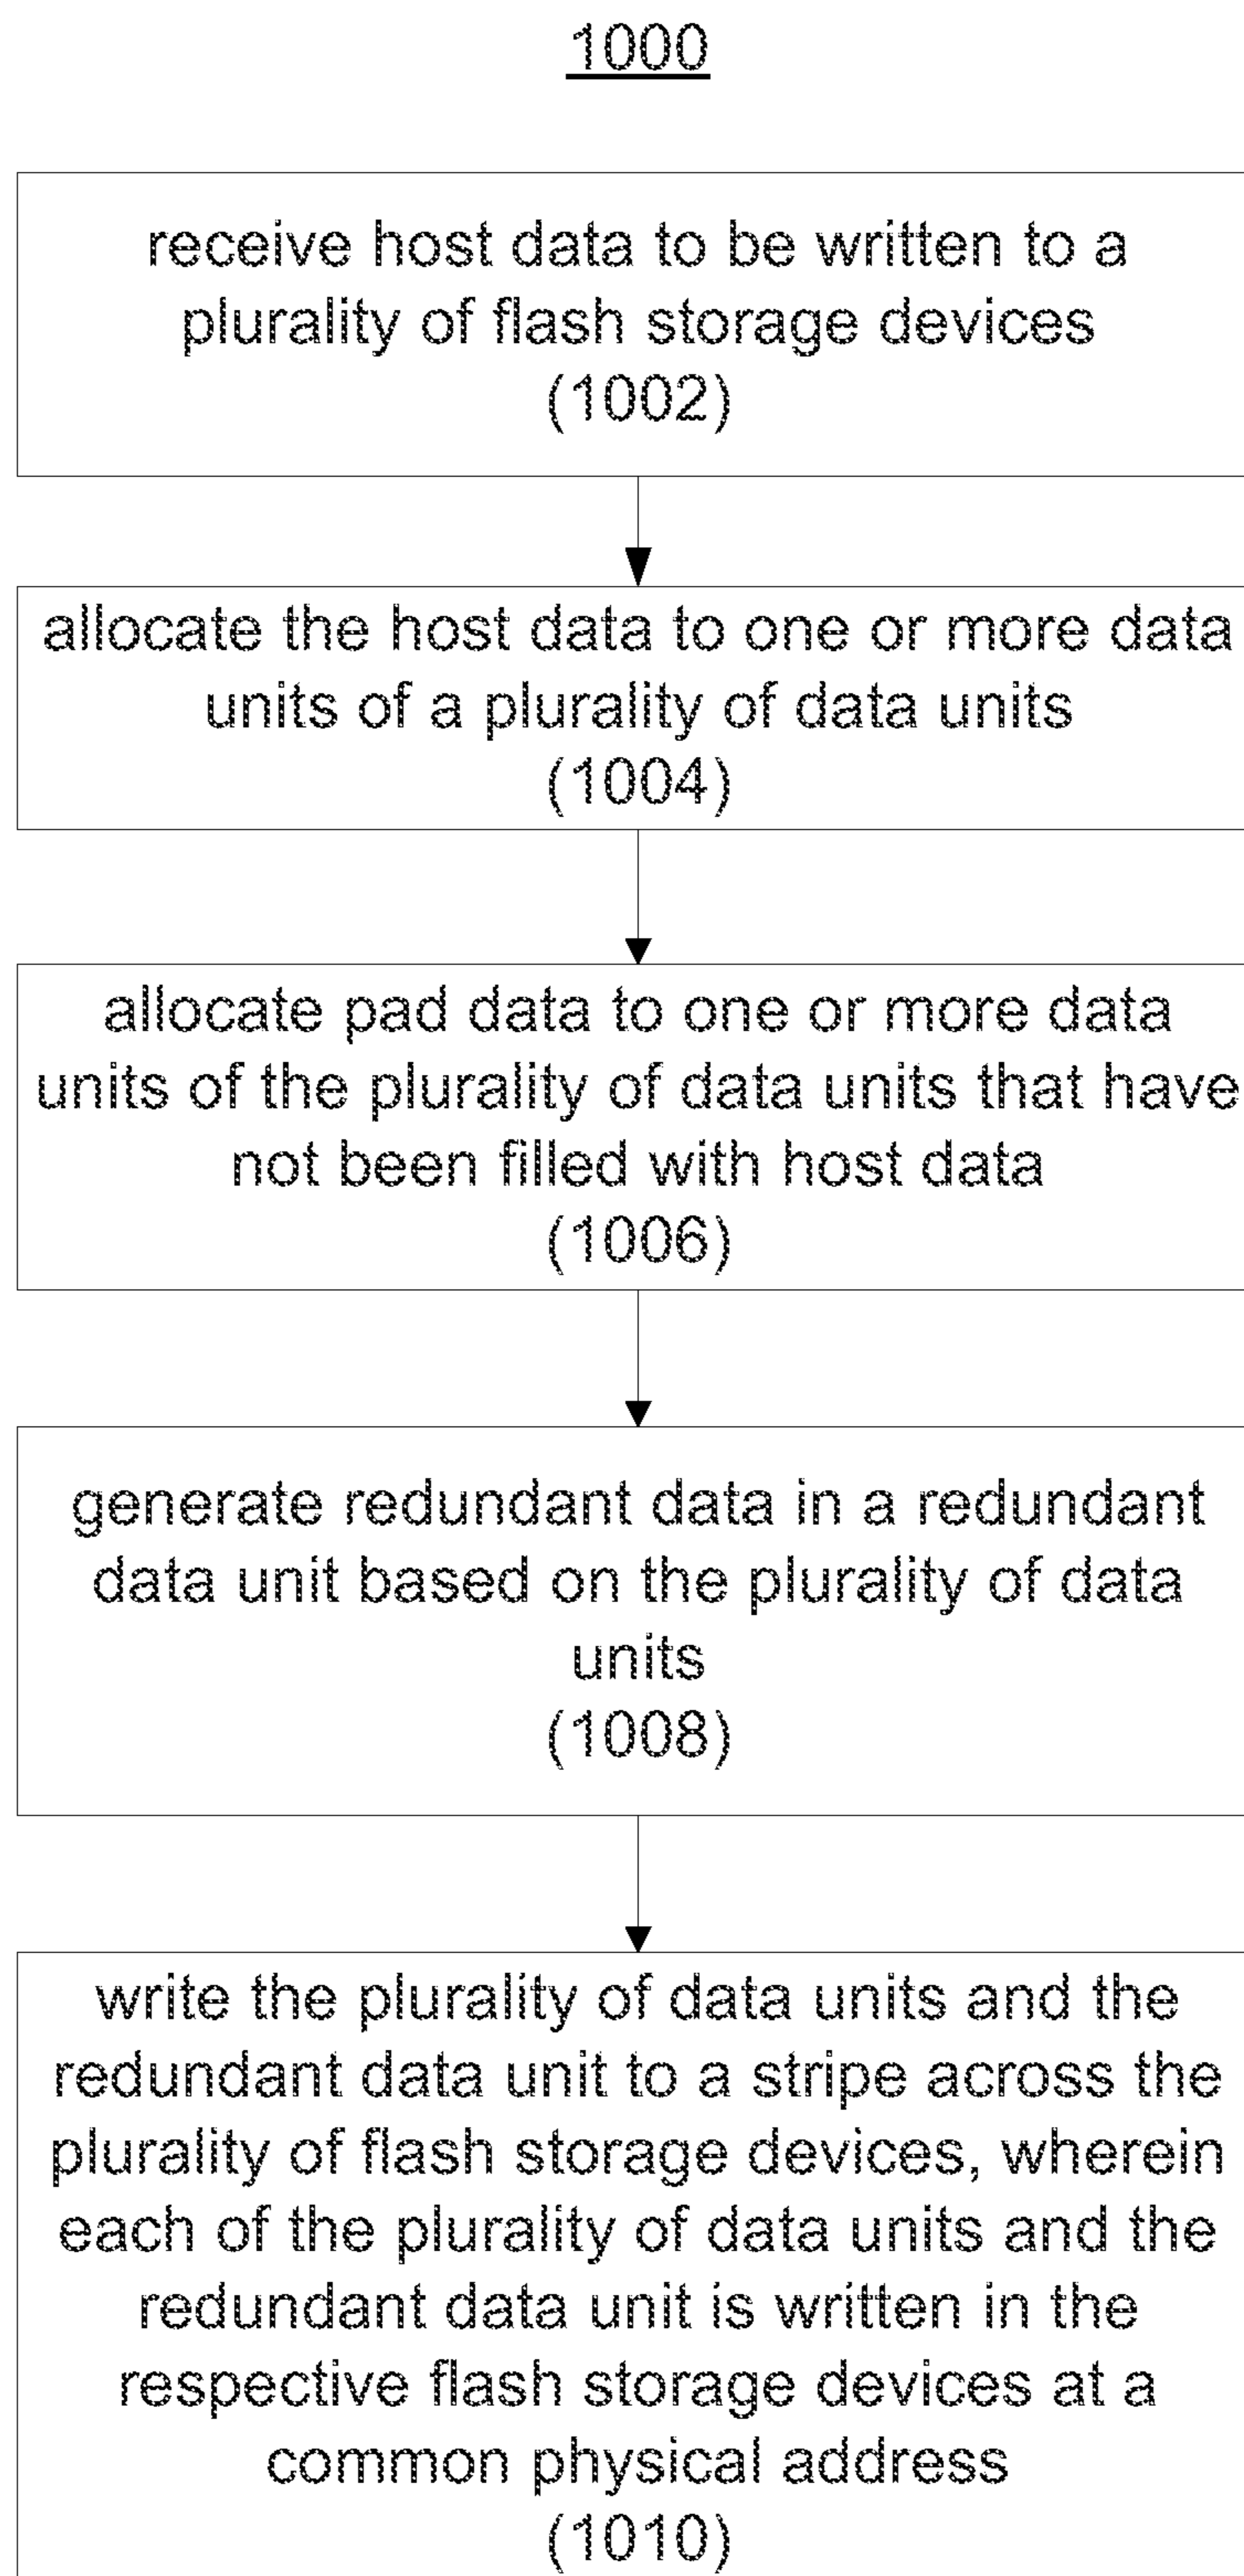 1000
receive host data to be written to a
plurality of flash storage devices
(1002)
allocate the host data to one or more data
units of a plurality of data units
(1004)
allocate pad data to one or more data
units of the plurality of data units that have
not been filled with host data
(1006)
generate redundant data in a redundant
data unit based on the plurality of data
units
(1008)
write the plurality of data units and the
redundant data unit to a stripe across the
plurality of flash storage devices, wherein
each of the plurality of data units and the
redundant data unit is written in the
respective flash storage devices at a
common physical address
(1010)